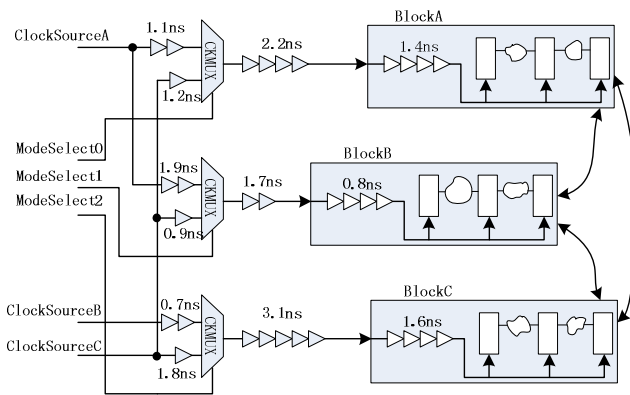 ClockSourceA
1.1ns
CKMUX
1.2ns
2.2ns
BlockA
1.4ns
ModeSelect0
ModeSelect1
ModeSelect2
1.9ns
CKMUX
0.9ns
1.7ns
BlockB
0.8ns
ClockSourceB
0.7ns
ClockSourceC
CKMUX
1.8ns
3.1ns
BlockC
1.6ns